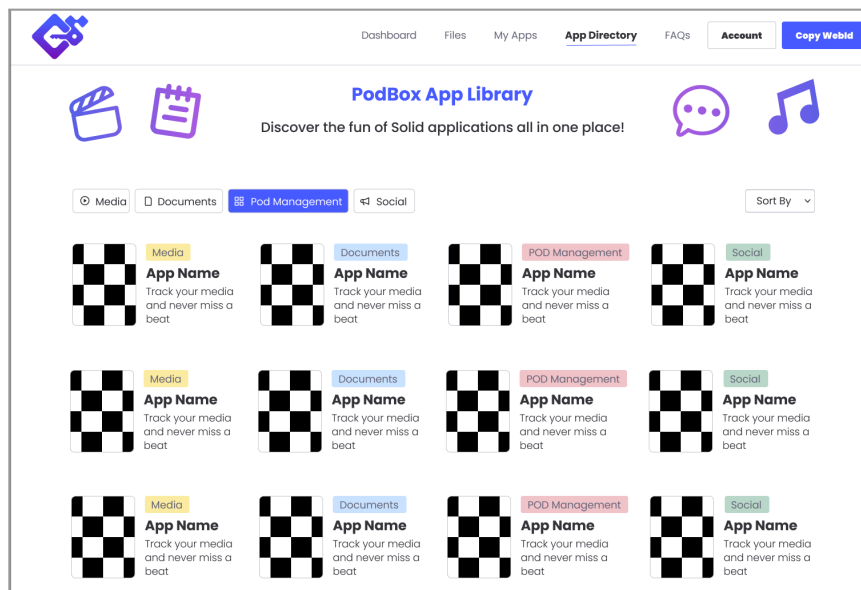 Dashboard Files My Apps App Directory FAQs Account Copy WebId
PodBox App Library
Discover the fun of Solid applications all in one place!
Media Documents Pod Management Social Sort By
Media Documents POD Management Social
App Name App Name App Name App Name
Track your media Track your media Track your media Track your media
and never miss a and never miss a and never miss a and never miss a
beat beat beat beat
Media Documents POD Management Social
App Name App Name App Name App Name
Track your media Track your media Track your media Track your media
and never miss a and never miss a and never miss a and never miss a
beat beat beat beat
Media Documents POD Management Social
App Name App Name App Name App Name
Track your media Track your media Track your media Track your media
and never miss a and never miss a and never miss a and never miss a
beat beat beat beat